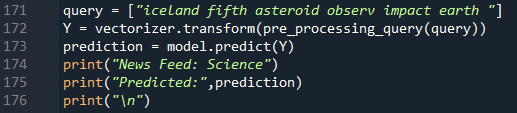 171 query = ["iceland fifth asteroid observ impact earth "]
172 Y = vectorizer.transform(pre_processing_query(query))
173 prediction = model.predict(Y)
174 print("News Feed: Science")
175 print("Predicted:",prediction)
176 print("\n")